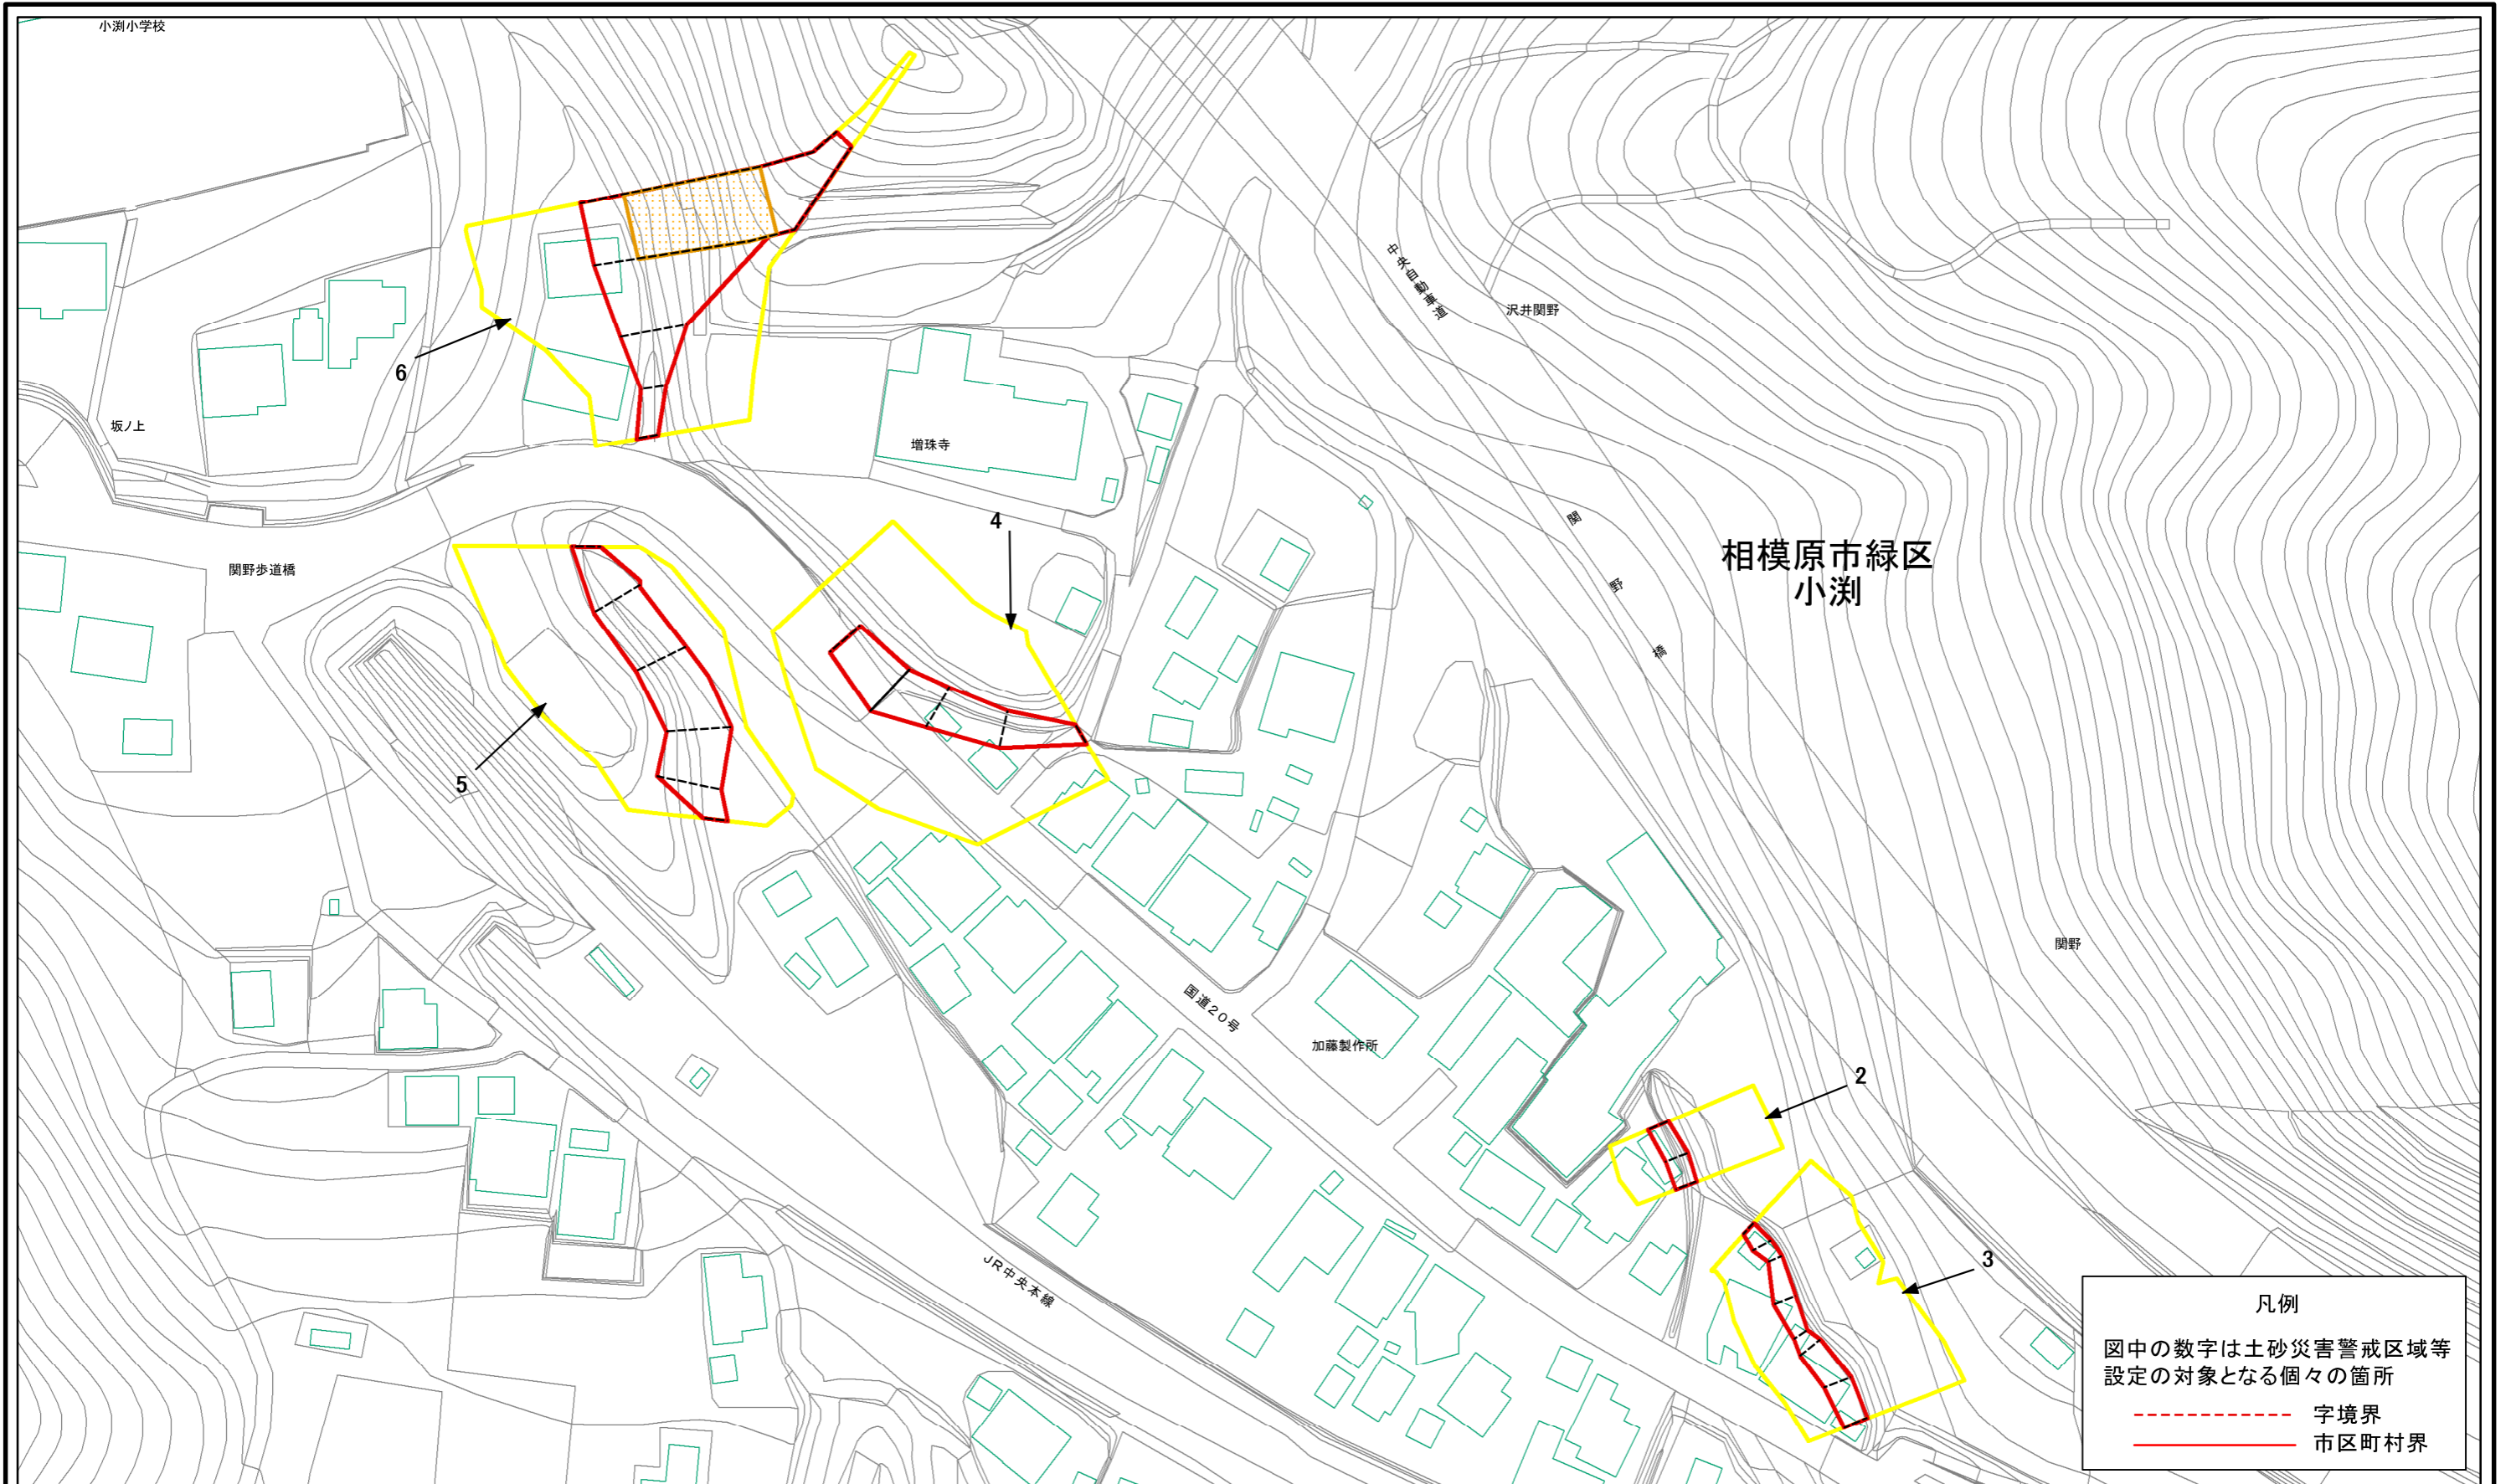 小渕小学校
中央自動車道
沢井関野
6
坂ノ上
増珠寺
4
関野橋
相模原市緑区
小渕
関野歩道橋
5
関野
国道20号
加藤製作所
2
3
JR中央本線
凡例
図中の数字は土砂災害警戒区域等
設定の対象となる個々の箇所
字境界
市区町村界